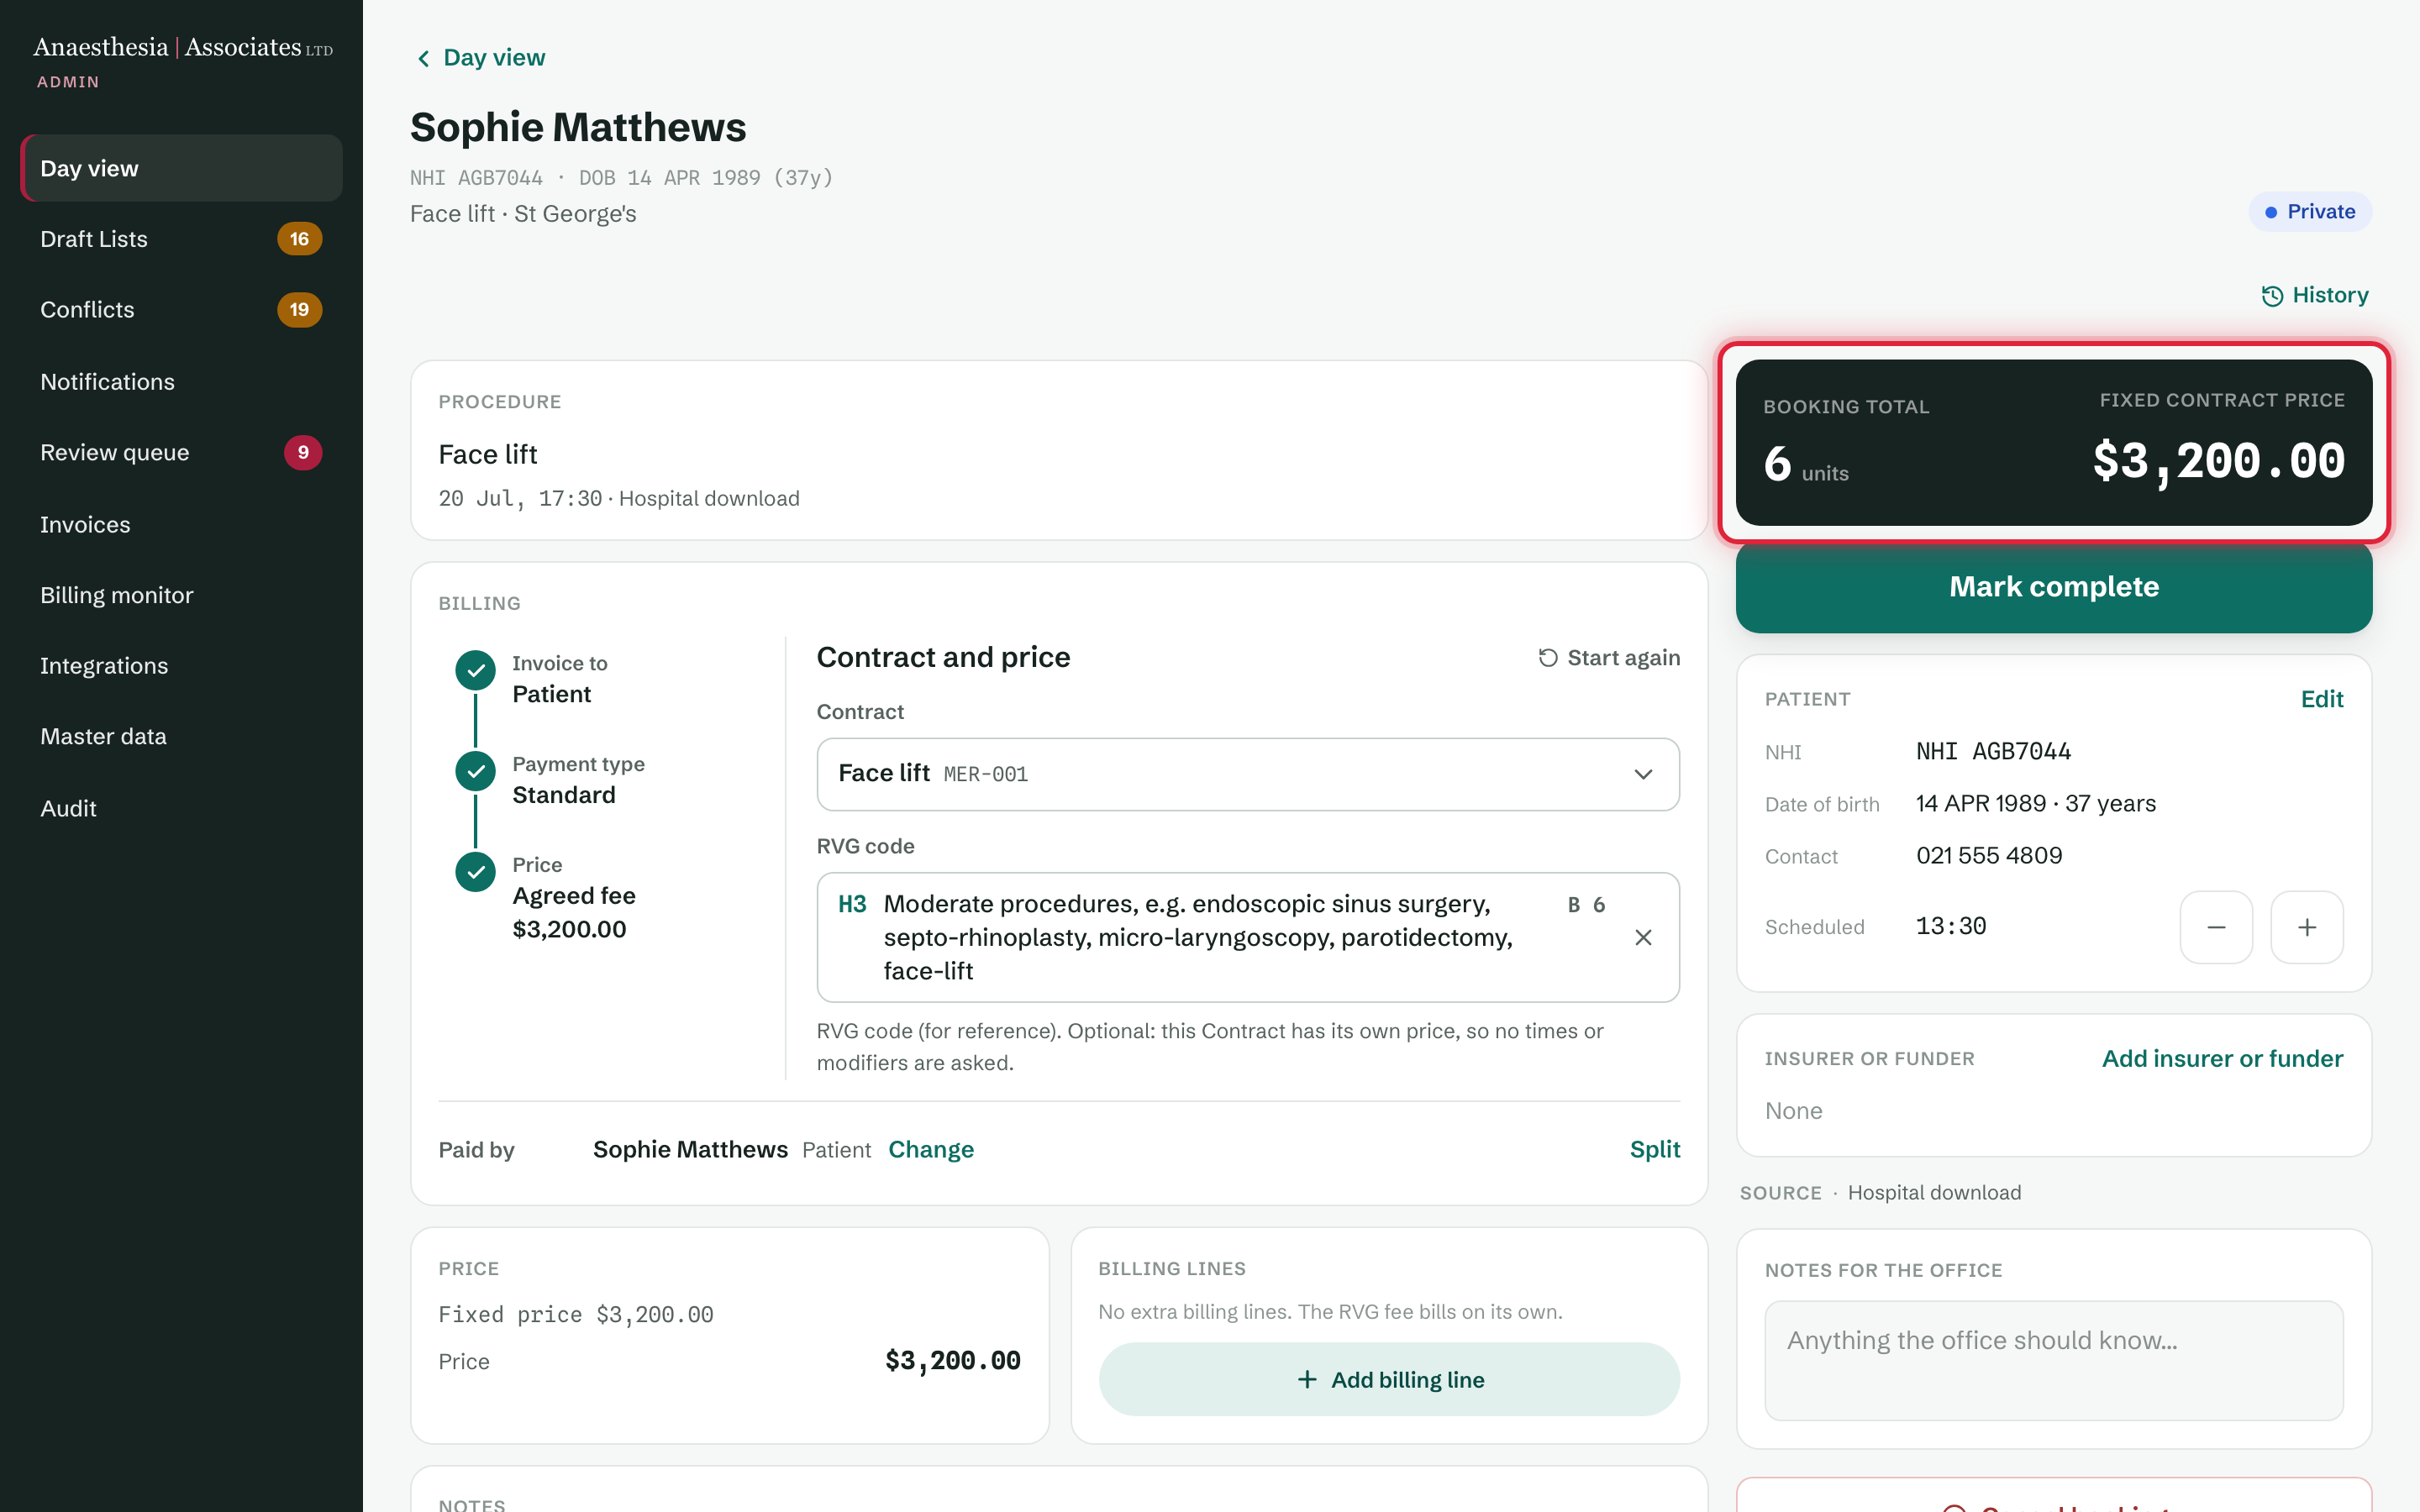 Anaesthesia | Associates LTD
ADMIN
Day view
Draft Lists 16
Conflicts 19
Notifications
Review queue 9
Invoices
Billing monitor
Integrations
Master data
Audit
Day view
Sophie Matthews
NHI AGB7044 · DOB 14 APR 1989 (37y)
Face lift · St George's
Private
History
PROCEDURE
Face lift
20 Jul, 17:30 · Hospital download
BOOKING TOTAL
6 units
FIXED CONTRACT PRICE
$3,200.00
Mark complete
BILLING
Invoice to
Patient
Payment type
Standard
Price
Agreed fee
$3,200.00
Contract and price
Start again
Contract
Face lift MER-001
RVG code
H3 Moderate procedures, e.g. endoscopic sinus surgery, B 6
septo-rhinoplasty, micro-laryngoscopy, parotidectomy,
face-lift
RVG code (for reference). Optional: this Contract has its own price, so no times or
modifiers are asked.
Paid by Sophie Matthews Patient Change Split
PATIENT Edit
NHI NHI AGB7044
Date of birth 14 APR 1989 · 37 years
Contact 021 555 4809
Scheduled 13:30
INSURER OR FUNDER Add insurer or funder
None
SOURCE · Hospital download
PRICE
Fixed price $3,200.00
Price $3,200.00
BILLING LINES
No extra billing lines. The RVG fee bills on its own.
+ Add billing line
NOTES FOR THE OFFICE
Anything the office should know...
NOTES
Cancel booking